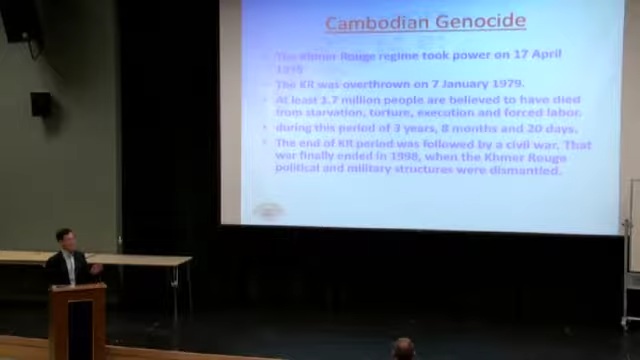 Cambodian Genocide
The Khmer Rouge regime took power on 17 April
1975
The KR was overthrown on 7 January 1979.
At least 1.7 million people are believed to have died
from starvation, torture, execution and forced labor.
during this period of 3 years, 8 months and 20 days.
The end of KR period was followed by a civil war. That
war finally ended in 1998, when the Khmer Rouge
political and military structures were dismantled.